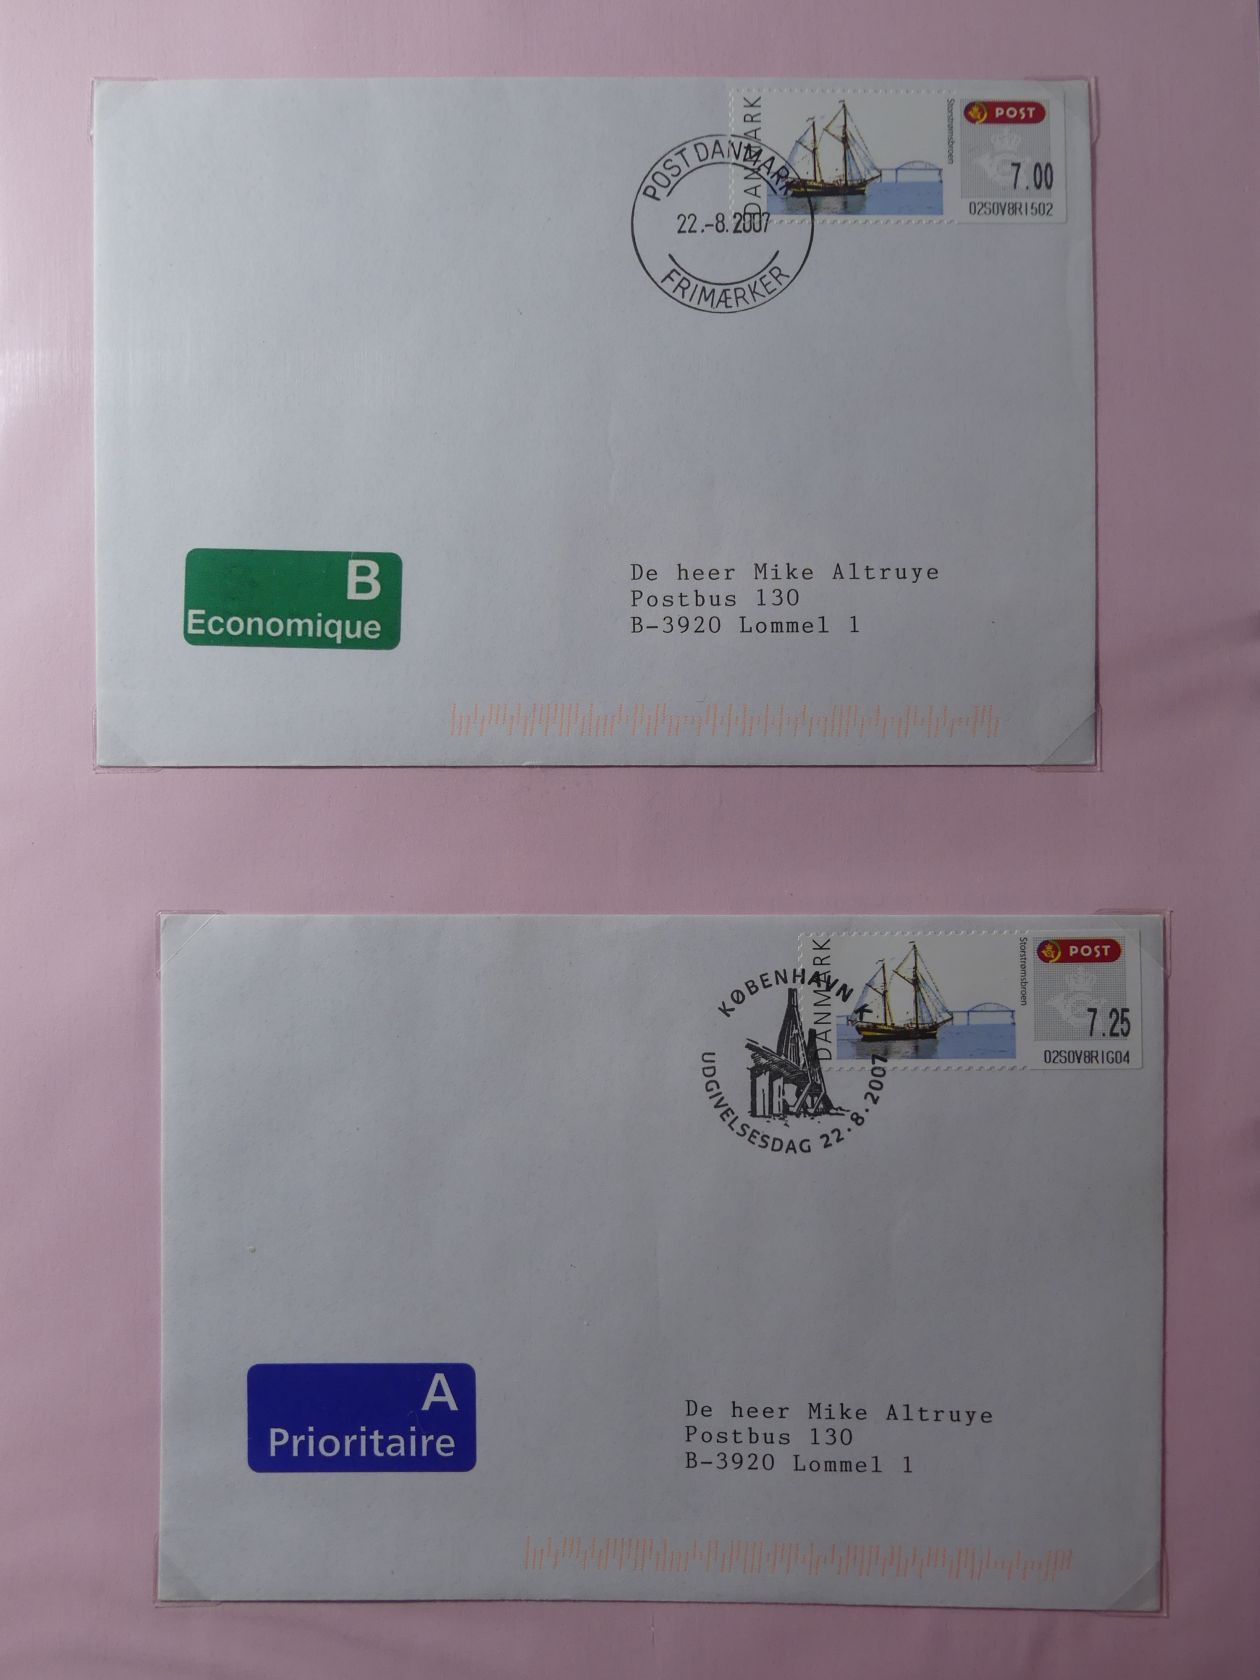 DANMARK
Storstrømsbroen
POST
7.00
02S0V8RI502
POST DANMARK
22.-8.2007
FRIMÆRKER
B
Economique
De heer Mike Altruye
Postbus 130
B-3920 Lommel 1
DANMARK
Storstrømsbroen
POST
7.25
02S0V8RIG04
KØBENHAVN K
UDGIVELSESDAG 22.8.2007
A
Prioritaire
De heer Mike Altruye
Postbus 130
B-3920 Lommel 1